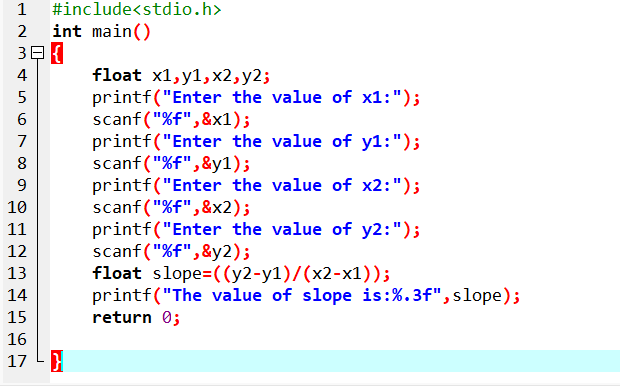 1 #include<stdio.h>
2 int main()
3 {
4 float x1,y1,x2,y2;
5 printf("Enter the value of x1:");
6 scanf("%f",&x1);
7 printf("Enter the value of y1:");
8 scanf("%f",&y1);
9 printf("Enter the value of x2:");
10 scanf("%f",&x2);
11 printf("Enter the value of y2:");
12 scanf("%f",&y2);
13 float slope=((y2-y1)/(x2-x1));
14 printf("The value of slope is:%.3f",slope);
15 return 0;
16
17 }